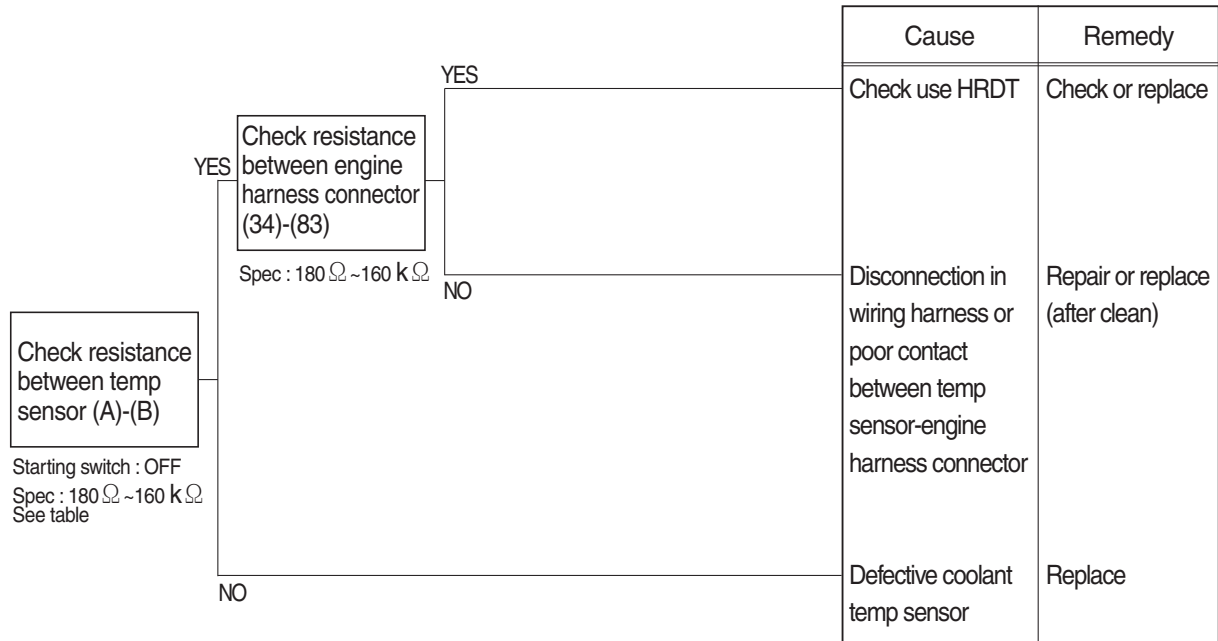 Cause
Remedy
YES
Check use HRDT
Check or replace
Check resistance
between engine
harness connector
(34)-(83)
YES
Spec : 180 Ω ~160 kΩ
NO
Disconnection in
wiring harness or
poor contact
between temp
sensor-engine
harness connector
Repair or replace
(after clean)
Check resistance
between temp
sensor (A)-(B)
Starting switch : OFF
Spec : 180 Ω ~160 kΩ
See table
NO
Defective coolant
temp sensor
Replace